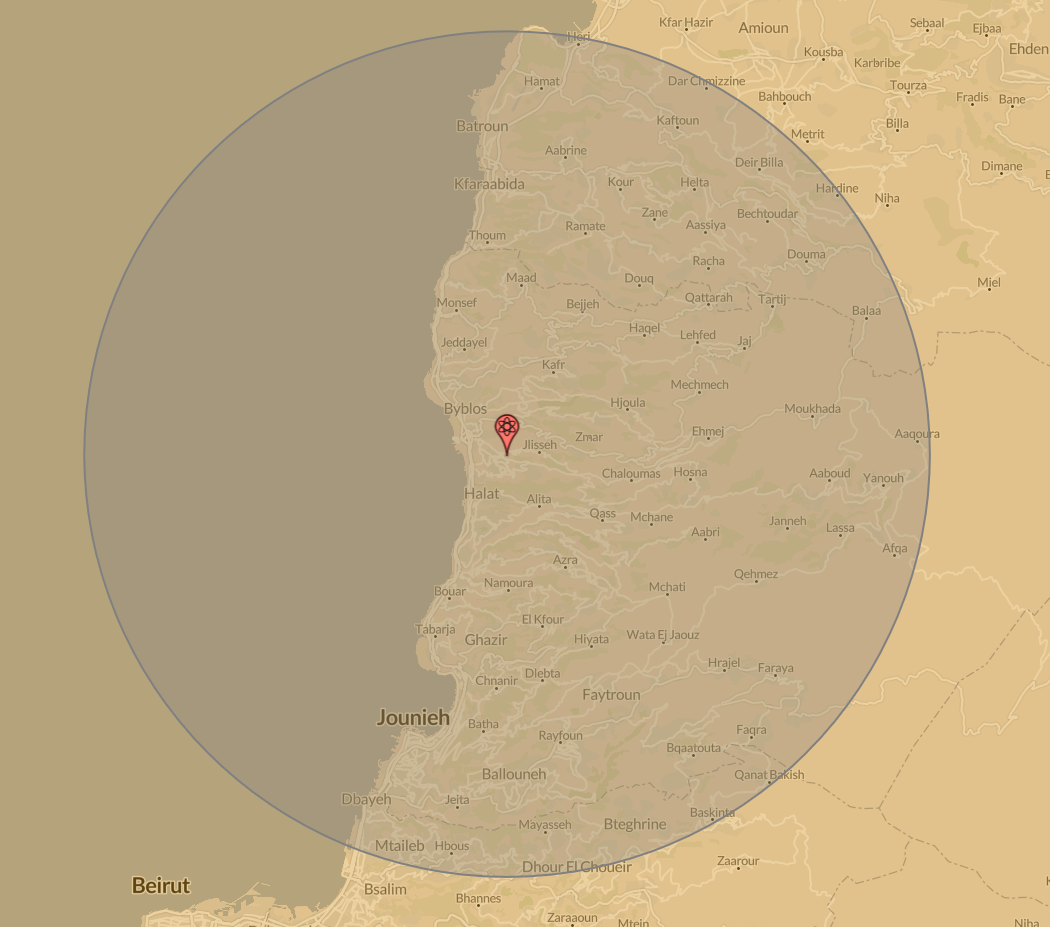 Kfar Hazir
Amioun
Sebaal
Ejbaa
Heri
Kousba
Ehden
Karbribe
Hamat
Dar Chmizzine
Tourza
Bahbouch
Fradis
Bane
Batroun
Kaftoun
Billa
Metrit
Aabrine
Deir Billa
Dimane
Kfaraabida
Kour
Helta
Hardine
Niha
Zane
Bechtoudar
Ramate
Aassiya
Thoum
Douma
Racha
Maad
Douq
Miel
Monsef
Bejjeh
Qattarah
Tartij
Balaa
Haqel
Lehfed
Jeddayel
Jaj
Kafr
Mechmech
Byblos
Hjoula
Moukhada
Jlisseh
Zmar
Ehmej
Aaqoura
Chaloumas
Hosna
Aaboud
Yanouh
Halat
Alita
Qass
Mchane
Janneh
Lassa
Aabri
Afqa
Azra
Qehmez
Namoura
Mchati
Bouar
El Kfour
Tabarja
Ghazir
Hiyata
Wata Ej Jaouz
Hrajel
Faraya
Chnanir
Dlebta
Faytroun
Jounieh
Batha
Rayfoun
Faqra
Bqaatouta
Ballouneh
Qanat Bakish
Dbayeh
Jeita
Baskinta
Mayasseh
Bteghrine
Mtaileb
Hbous
Dhour El Choueir
Zaarour
Beirut
Bsalim
Bhannes
Zaraaoun
Mtein
Niha